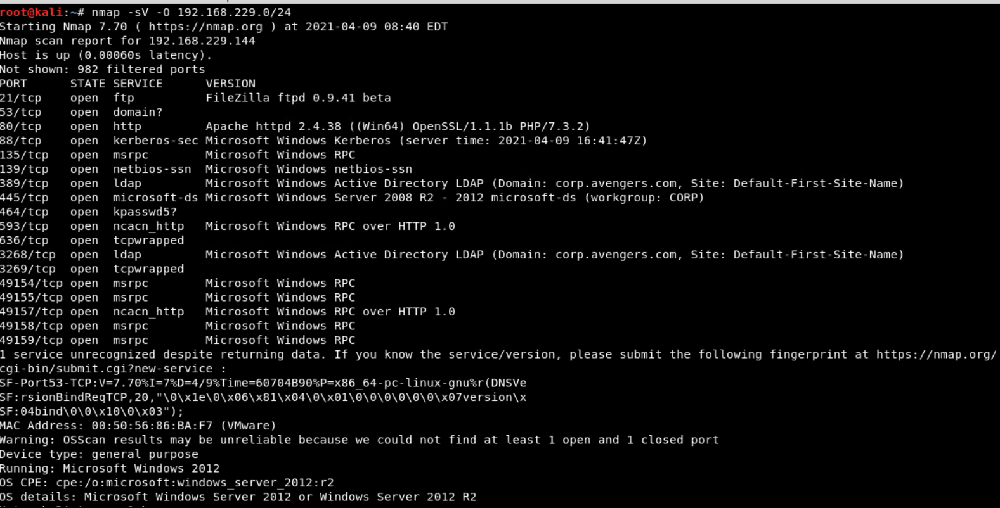 root@kali:~# nmap -sV -O 192.168.229.0/24
Starting Nmap 7.70 ( https://nmap.org ) at 2021-04-09 08:40 EDT
Nmap scan report for 192.168.229.144
Host is up (0.00060s latency).
Not shown: 982 filtered ports
PORT      STATE SERVICE      VERSION
21/tcp    open  ftp          FileZilla ftpd 0.9.41 beta
53/tcp    open  domain?
80/tcp    open  http         Apache httpd 2.4.38 ((Win64) OpenSSL/1.1.1b PHP/7.3.2)
88/tcp    open  kerberos-sec Microsoft Windows Kerberos (server time: 2021-04-09 16:41:47Z)
135/tcp   open  msrpc        Microsoft Windows RPC
139/tcp   open  netbios-ssn  Microsoft Windows netbios-ssn
389/tcp   open  ldap         Microsoft Windows Active Directory LDAP (Domain: corp.avengers.com, Site: Default-First-Site-Name)
445/tcp   open  microsoft-ds Microsoft Windows Server 2008 R2 - 2012 microsoft-ds (workgroup: CORP)
464/tcp   open  kpasswd5?
593/tcp   open  ncacn_http   Microsoft Windows RPC over HTTP 1.0
636/tcp   open  tcpwrapped
3268/tcp  open  ldap         Microsoft Windows Active Directory LDAP (Domain: corp.avengers.com, Site: Default-First-Site-Name)
3269/tcp  open  tcpwrapped
49154/tcp open  msrpc        Microsoft Windows RPC
49155/tcp open  msrpc        Microsoft Windows RPC
49157/tcp open  ncacn_http   Microsoft Windows RPC over HTTP 1.0
49158/tcp open  msrpc        Microsoft Windows RPC
49159/tcp open  msrpc        Microsoft Windows RPC
1 service unrecognized despite returning data. If you know the service/version, please submit the following fingerprint at https://nmap.org/
cgi-bin/submit.cgi?new-service :
SF-Port53-TCP:V=7.70%I=7%D=4/9%Time=60704B90%P=x86_64-pc-linux-gnu%r(DNSVe
SF:rsionBindReqTCP,20,"\0\x1e\0\x06\x81\x04\0\x01\0\0\0\0\0\0\x07version\x
SF:04bind\0\0\x10\0\x03");
MAC Address: 00:50:56:86:BA:F7 (VMware)
Warning: OSScan results may be unreliable because we could not find at least 1 open and 1 closed port
Device type: general purpose
Running: Microsoft Windows 2012
OS CPE: cpe:/o:microsoft:windows_server_2012:r2
OS details: Microsoft Windows Server 2012 or Windows Server 2012 R2